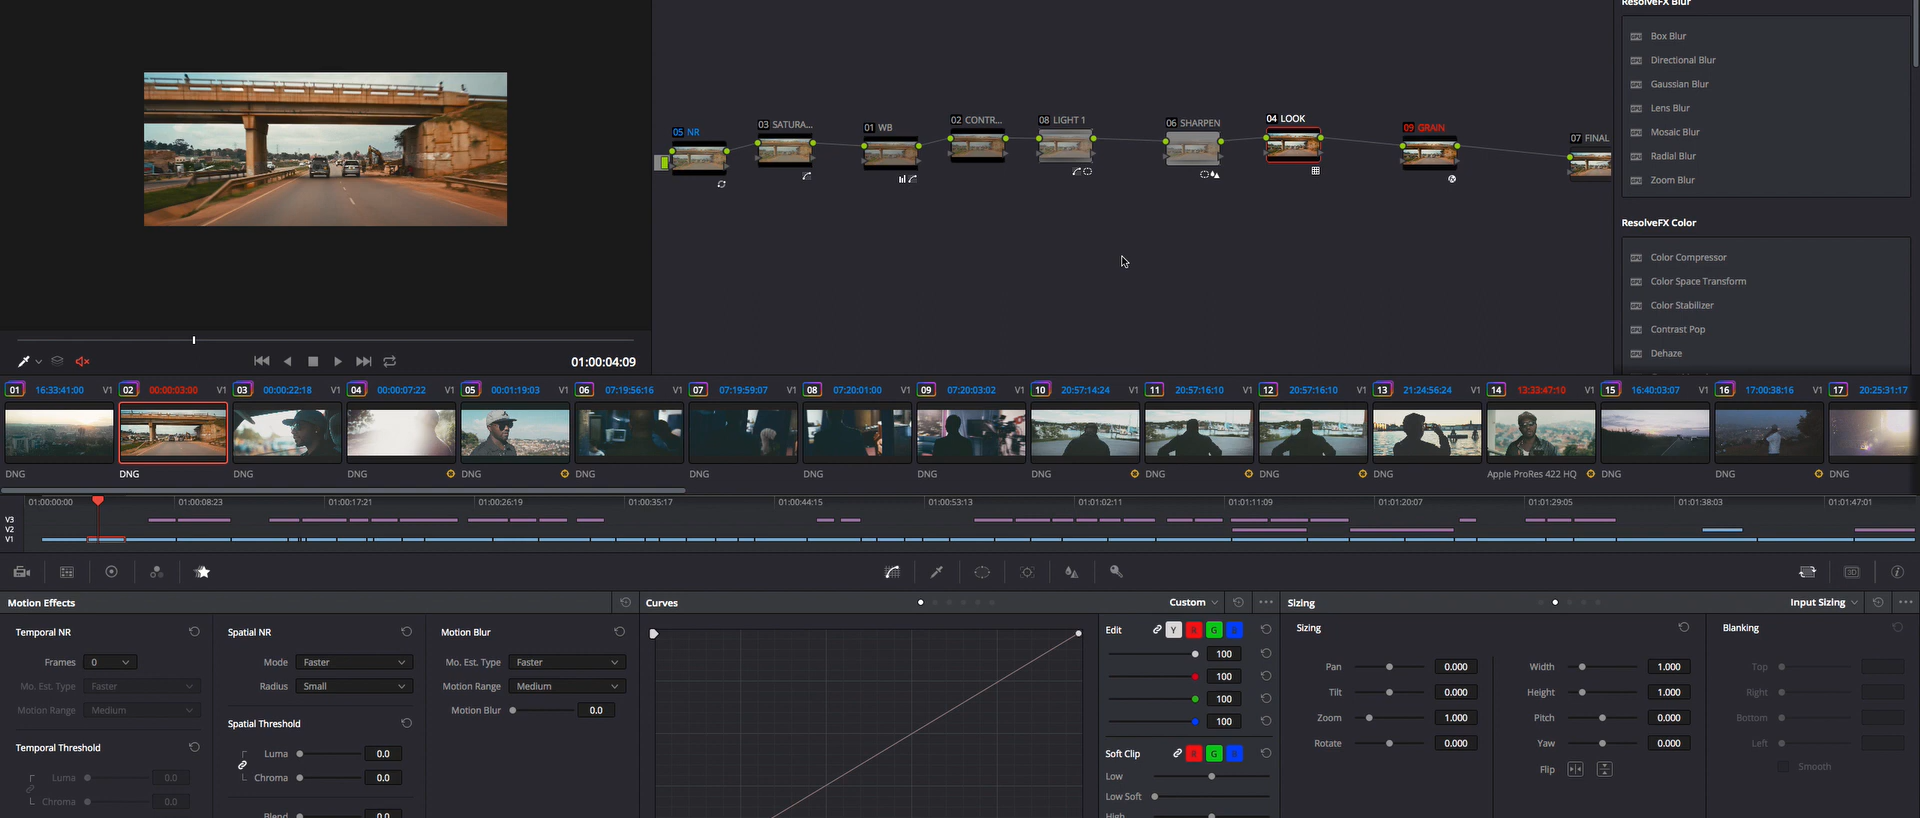 ResolveFX Blur
Box Blur
Directional Blur
Gaussian Blur
Lens Blur
Mosaic Blur
Radial Blur
Zoom Blur
ResolveFX Color
Color Compressor
Color Space Transform
Color Stabilizer
Contrast Pop
Dehaze
05 NR
03 SATURA...
01 WB
02 CONTR...
08 LIGHT 1
06 SHARPEN
04 LOOK
09 GRAIN
07 FINAL
01:00:04:09
01 16:33:41:00 V1 02 00:00:03:00 V1 03 00:00:22:18 V1 04 00:00:07:22 V1 05 00:01:19:03 V1 06 07:19:56:16 V1 07 07:19:59:07 V1 08 07:20:01:00 V1 09 07:20:03:02 V1 10 20:57:14:24 V1 11 20:57:16:10 V1 12 20:57:16:10 V1 13 21:24:56:24 V1 14 13:33:47:10 V1 15 16:40:03:07 V1 16 17:00:38:16 V1 17 20:25:31:17
DNG DNG DNG DNG DNG DNG DNG DNG DNG DNG DNG DNG DNG Apple ProRes 422 HQ DNG DNG DNG
01:00:00:00 01:00:08:23 01:00:17:21 01:00:26:19 01:00:35:17 01:00:44:15 01:00:53:13 01:01:02:11 01:01:11:09 01:01:20:07 01:01:29:05 01:01:38:03 01:01:47:01
V3
V2
V1
Motion Effects
Temporal NR
Frames 0
Mo. Est. Type Faster
Motion Range Medium
Temporal Threshold
Luma 0.0
Chroma 0.0
Spatial NR
Mode Faster
Radius Small
Spatial Threshold
Luma 0.0
Chroma 0.0
Blend 0.0
Motion Blur
Mo. Est. Type Faster
Motion Range Medium
Motion Blur 0.0
Curves Custom
Edit Y R G B
100
100
100
100
Soft Clip R G B
Low
Low Soft
High
Sizing Input Sizing
Sizing
Pan 0.000
Tilt 0.000
Zoom 1.000
Rotate 0.000
Width 1.000
Height 1.000
Pitch 0.000
Yaw 0.000
Flip
Blanking
Top
Right
Bottom
Left
Smooth
3D